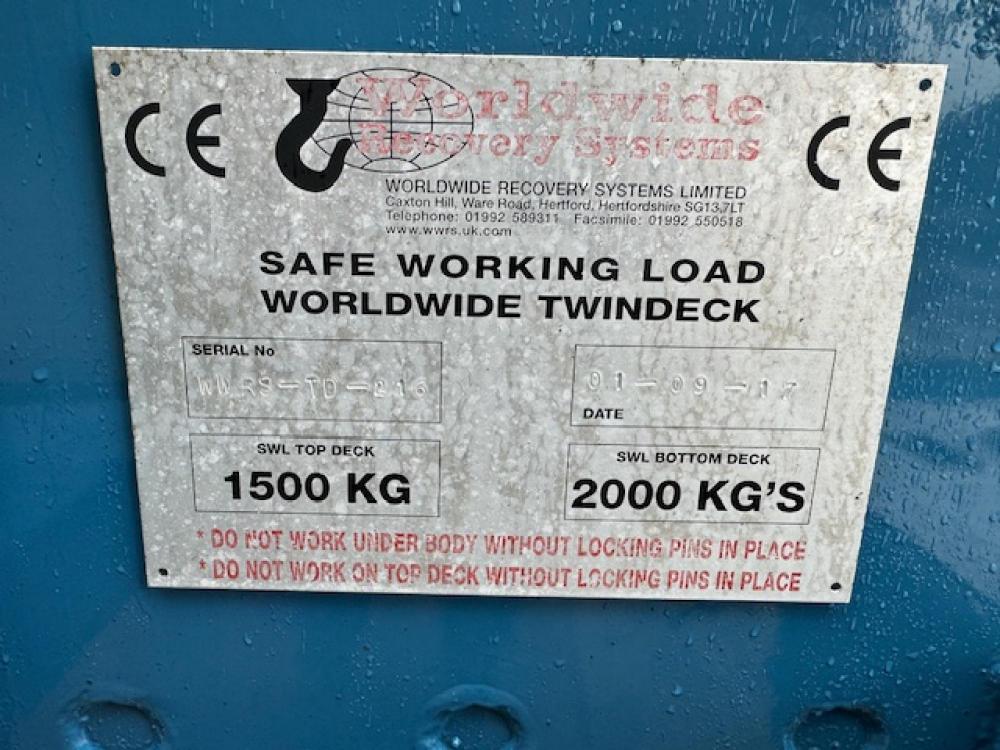 CE
Worldwide
Recovery Systems
CE
WORLDWIDE RECOVERY SYSTEMS LIMITED
Caxton Hill, Ware Road, Hertford, Hertfordshire SG13 7LT
Telephone: 01992 589311 Facsimile: 01992 550518
www.wwrs.uk.com
SAFE WORKING LOAD
WORLDWIDE TWINDECK
SERIAL No
WWRS-TD-216
01-09-17
DATE
SWL TOP DECK
1500 KG
SWL BOTTOM DECK
2000 KG'S
* DO NOT WORK UNDER BODY WITHOUT LOCKING PINS IN PLACE
* DO NOT WORK ON TOP DECK WITHOUT LOCKING PINS IN PLACE